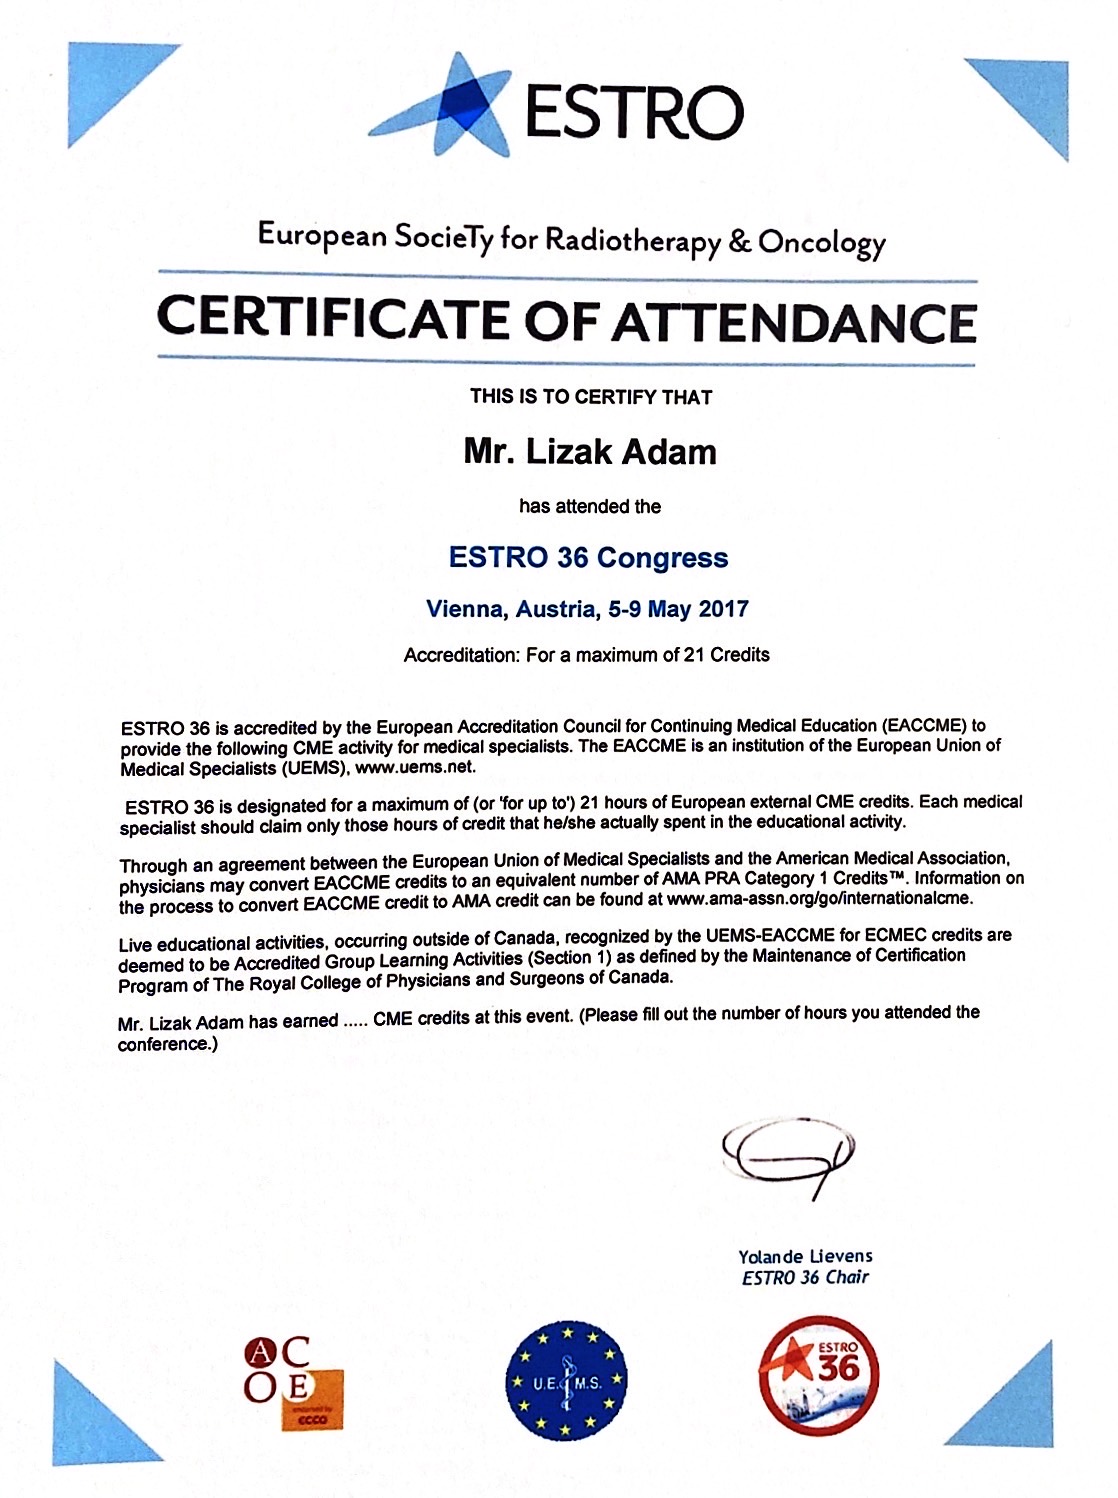 ESTRO
European SocieTy for Radiotherapy & Oncology
CERTIFICATE OF ATTENDANCE
THIS IS TO CERTIFY THAT
Mr. Lizak Adam
has attended the
ESTRO 36 Congress
Vienna, Austria, 5-9 May 2017
Accreditation: For a maximum of 21 Credits
ESTRO 36 is accredited by the European Accreditation Council for Continuing Medical Education (EACCME) to
provide the following CME activity for medical specialists. The EACCME is an institution of the European Union of
Medical Specialists (UEMS), www.uems.net.
ESTRO 36 is designated for a maximum of (or 'for up to') 21 hours of European external CME credits. Each medical
specialist should claim only those hours of credit that he/she actually spent in the educational activity.
Through an agreement between the European Union of Medical Specialists and the American Medical Association,
physicians may convert EACCME credits to an equivalent number of AMA PRA Category 1 Credits™. Information on
the process to convert EACCME credit to AMA credit can be found at www.ama-assn.org/go/internationalcme.
Live educational activities, occurring outside of Canada, recognized by the UEMS-EACCME for ECMEC credits are
deemed to be Accredited Group Learning Activities (Section 1) as defined by the Maintenance of Certification
Program of The Royal College of Physicians and Surgeons of Canada.
Mr. Lizak Adam has earned ..... CME credits at this event. (Please fill out the number of hours you attended the
conference.)
Yolande Lievens
ESTRO 36 Chair
A C
O E
endorsed by
ecco
U.E.M.S.
ESTRO
36